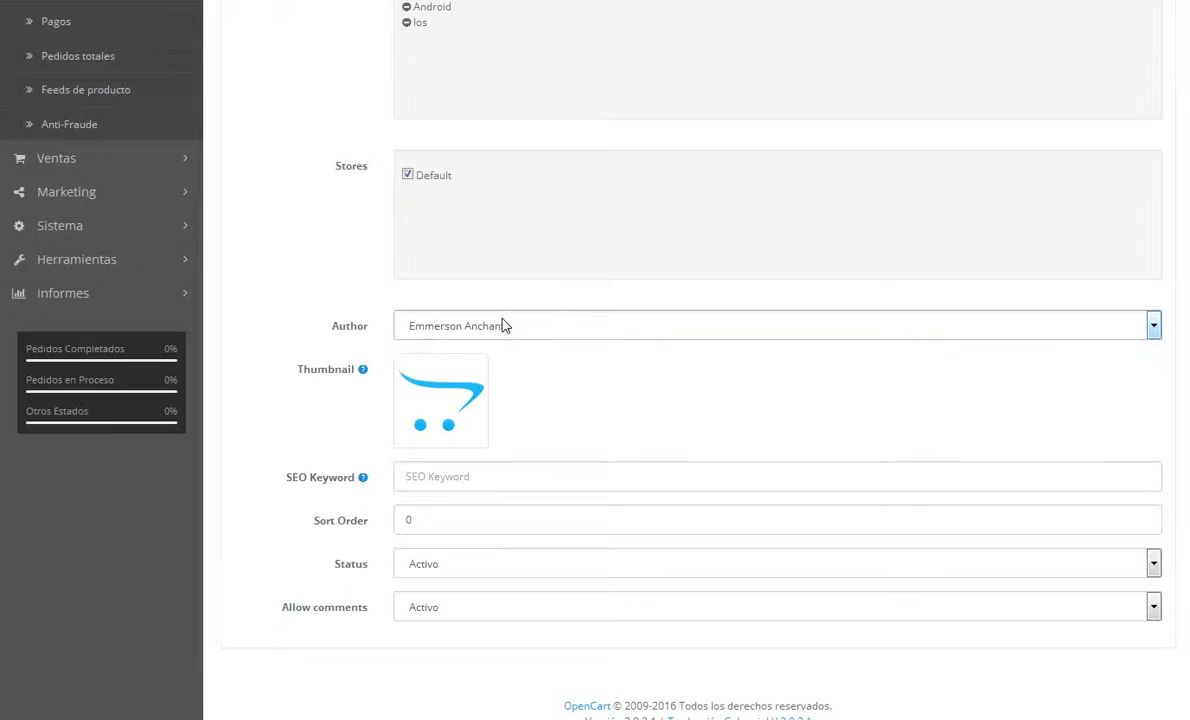 Pagos
Pedidos totales
Feeds de producto
Anti-Fraude
Ventas
Marketing
Sistema
Herramientas
Informes
Pedidos Completados 0%
Pedidos en Proceso 0%
Otros Estados 0%
Android
Ios
Stores
Default
Author
Emmerson Anchan
Thumbnail
SEO Keyword
SEO Keyword
Sort Order
0
Status
Activo
Allow comments
Activo
OpenCart © 2009-2016 Todos los derechos reservados.